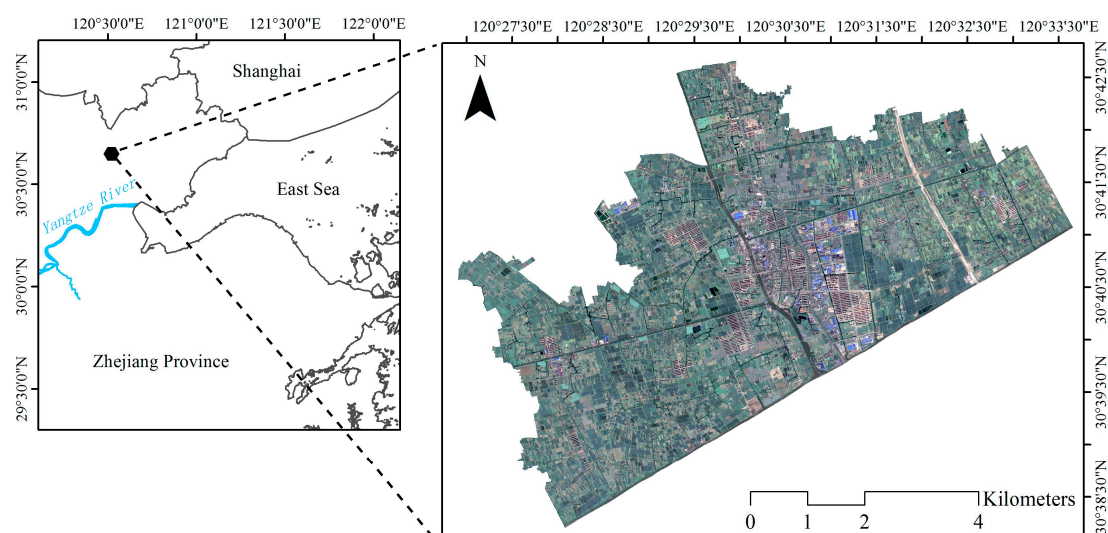 120°30'0"E 121°0'0"E 121°30'0"E 122°0'0"E
31°0'0"N
30°30'0"N
30°0'0"N
29°30'0"N
Shanghai
East Sea
Yangtze River
Zhejiang Province
120°27'30"E 120°28'30"E 120°29'30"E 120°30'30"E 120°31'30"E 120°32'30"E 120°33'30"E
N
30°42'30"N
30°41'30"N
30°40'30"N
30°39'30"N
30°38'30"N
Kilometers
0 1 2 4